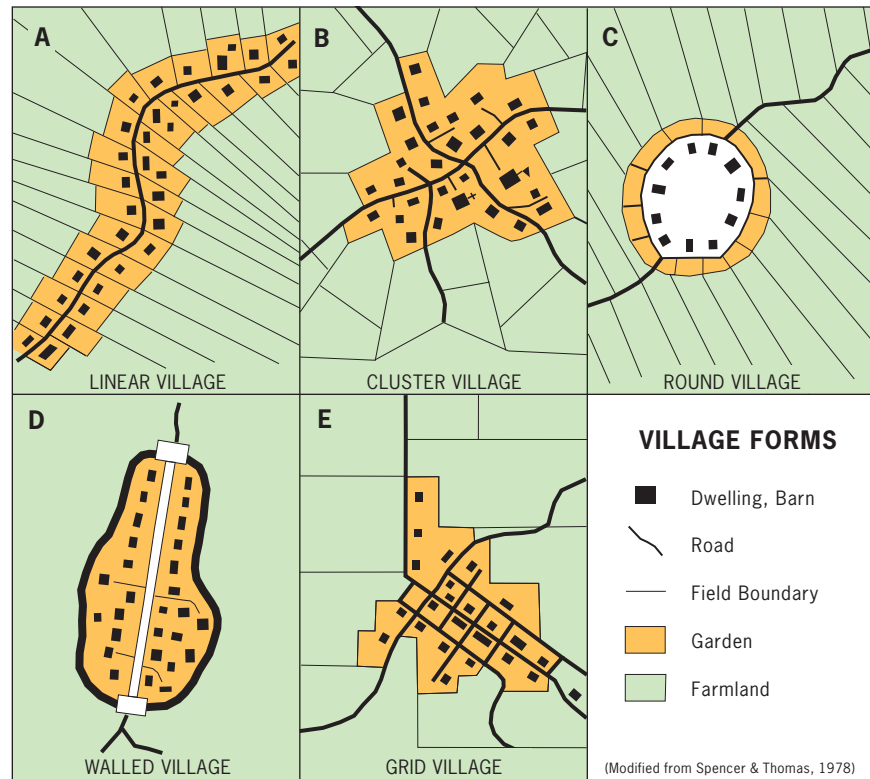 A
LINEAR VILLAGE
B
CLUSTER VILLAGE
C
ROUND VILLAGE
D
WALLED VILLAGE
E
GRID VILLAGE
VILLAGE FORMS
Dwelling, Barn
Road
Field Boundary
Garden
Farmland
(Modified from Spencer & Thomas, 1978)